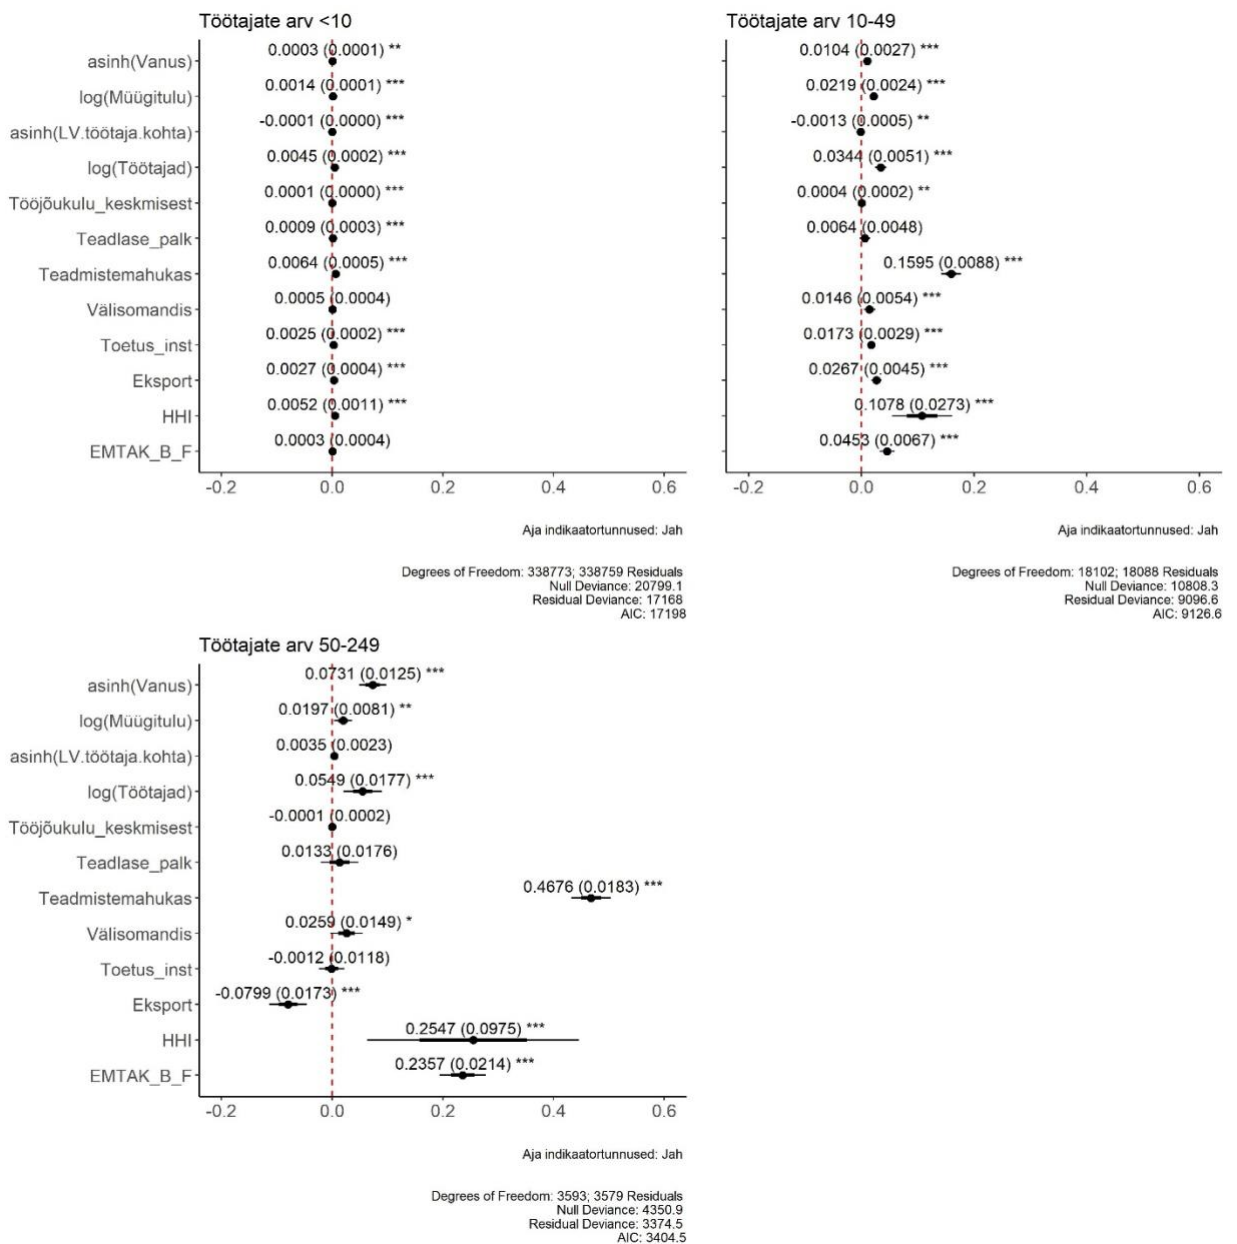 Töötajate arv <10
asinh(Vanus) 0.0003 (0.0001) **
log(Müügitulu) 0.0014 (0.0001) ***
asinh(LV.töötaja.kohta) -0.0001 (0.0000) ***
log(Töötajad) 0.0045 (0.0002) ***
Tööjõukulu_keskmisest 0.0001 (0.0000) ***
Teadlase_palk 0.0009 (0.0003) ***
Teadmistemahukas 0.0064 (0.0005) ***
Välisomandis 0.0005 (0.0004)
Toetus_inst 0.0025 (0.0002) ***
Eksport 0.0027 (0.0004) ***
HHI 0.0052 (0.0011) ***
EMTAK_B_F 0.0003 (0.0004)
-0.2 0.0 0.2 0.4 0.6
Aja indikaatortunnused: Jah
Degrees of Freedom: 338773; 338759 Residuals
Null Deviance: 20799.1
Residual Deviance: 17168
AIC: 17198
Töötajate arv 10-49
0.0104 (0.0027) ***
0.0219 (0.0024) ***
-0.0013 (0.0005) **
0.0344 (0.0051) ***
0.0004 (0.0002) **
0.0064 (0.0048)
0.1595 (0.0088) ***
0.0146 (0.0054) ***
0.0173 (0.0029) ***
0.0267 (0.0045) ***
0.1078 (0.0273) ***
0.0453 (0.0067) ***
-0.2 0.0 0.2 0.4 0.6
Aja indikaatortunnused: Jah
Degrees of Freedom: 18102; 18088 Residuals
Null Deviance: 10808.3
Residual Deviance: 9096.6
AIC: 9126.6
Töötajate arv 50-249
asinh(Vanus) 0.0731 (0.0125) ***
log(Müügitulu) 0.0197 (0.0081) **
asinh(LV.töötaja.kohta) 0.0035 (0.0023)
log(Töötajad) 0.0549 (0.0177) ***
Tööjõukulu_keskmisest -0.0001 (0.0002)
Teadlase_palk 0.0133 (0.0176)
Teadmistemahukas 0.4676 (0.0183) ***
Välisomandis 0.0259 (0.0149) *
Toetus_inst -0.0012 (0.0118)
Eksport -0.0799 (0.0173) ***
HHI 0.2547 (0.0975) ***
EMTAK_B_F 0.2357 (0.0214) ***
-0.2 0.0 0.2 0.4 0.6
Aja indikaatortunnused: Jah
Degrees of Freedom: 3593; 3579 Residuals
Null Deviance: 4350.9
Residual Deviance: 3374.5
AIC: 3404.5